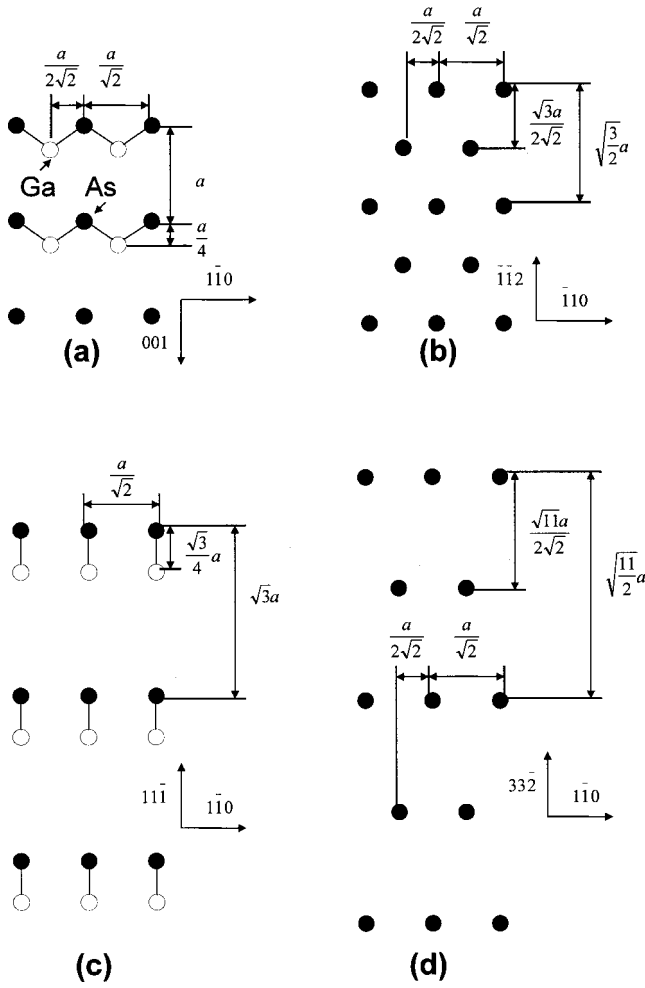 a/(2√2) a/√2
Ga As
a
a/4
1̄10
001
(a)
a/(2√2) a/√2
√3a/(2√2)
√(3/2)a
1̄1̄2
1̄10
(b)
a/√2
√3/4 a
√3a
111̄
11̄0
(c)
√11a/(2√2)
√(11/2)a
a/(2√2) a/√2
332̄
11̄0
(d)